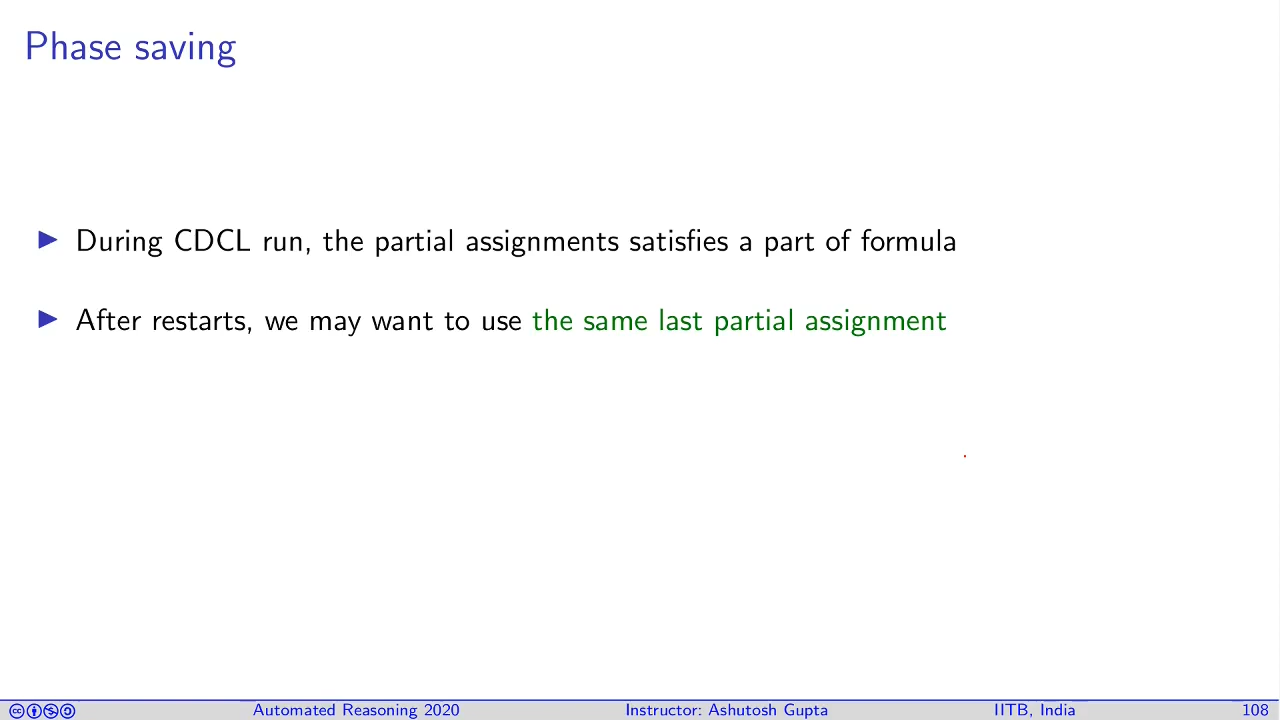 Phase saving
During CDCL run, the partial assignments satisfies a part of formula
After restarts, we may want to use the same last partial assignment
Automated Reasoning 2020 Instructor: Ashutosh Gupta IITB, India 108